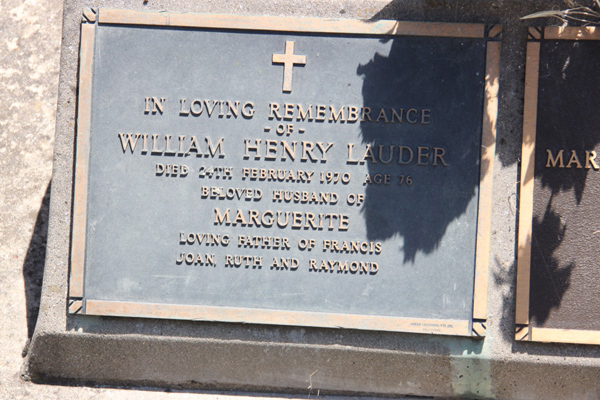 IN LOVING REMEMBRANCE
- OF -
WILLIAM HENRY LAUDER
DIED 24TH FEBRUARY 1970 AGE 76
BELOVED HUSBAND OF
MARGUERITE
LOVING FATHER OF FRANCIS
JOAN, RUTH AND RAYMOND
MAR